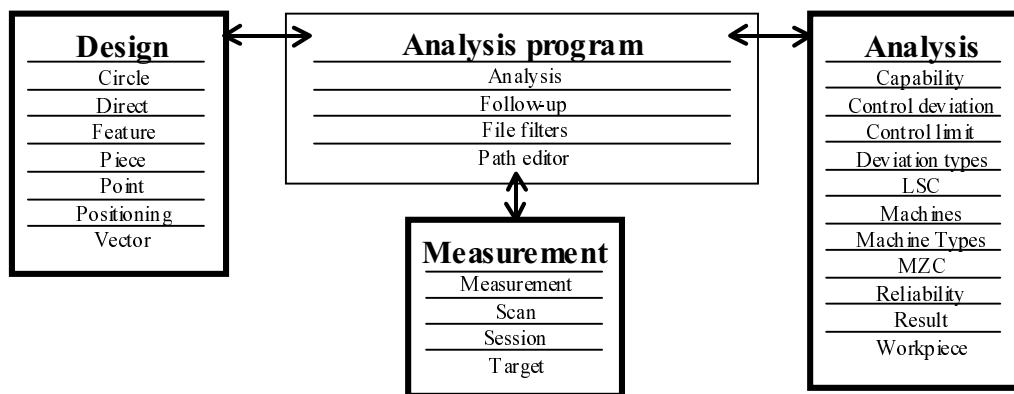 Design
Circle
Direct
Feature
Piece
Point
Positioning
Vector
Analysis program
Analysis
Follow-up
File filters
Path editor
Measurement
Measurement
Scan
Session
Target
Analysis
Capability
Control deviation
Control limit
Deviation types
LSC
Machines
Machine Types
MZC
Reliability
Result
Workpiece